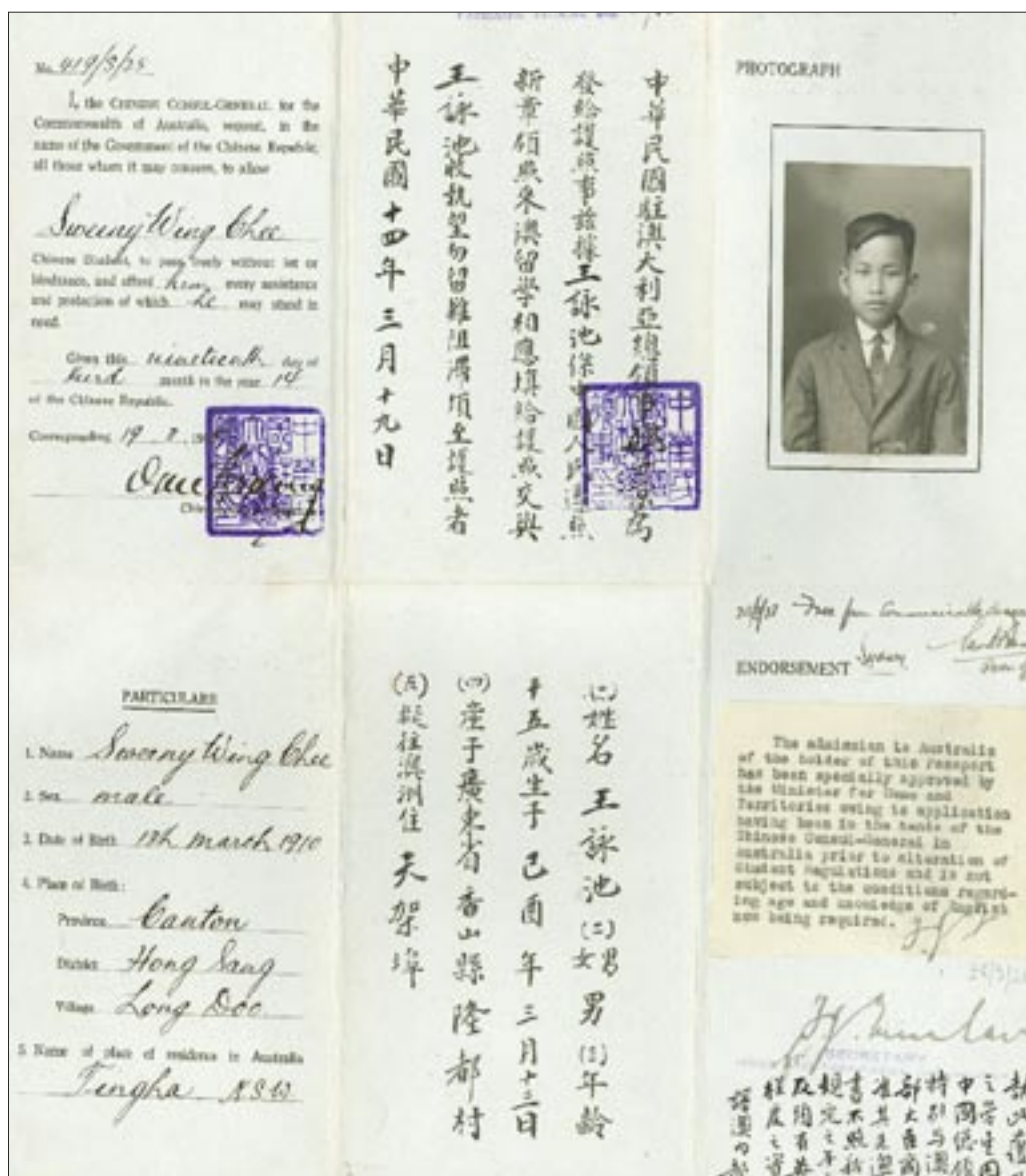 No. 419/S/25
I, the CHINESE CONSUL-GENERAL for the
Commonwealth of Australia, request, in the
name of the Government of the Chinese Republic,
all those whom it may concern, to allow
Sweeny Wing Chee
Chinese Student, to pass freely without let or
hindrance, and afford him every assistance
and protection of which he may stand in
need.
Given this nineteenth day of
third month in the year 14
of the Chinese Republic.
Corresponding 19
中華民國駐澳大利亞總領事
發給護照事茲據王詠池係中國人民遵照
新章領照來澳留學相應填給護照交與
王詠池收執望勿留難阻滯須至護照者
中華民國十四年三月十九日
PHOTOGRAPH
PARTICULARS
1. Name Sweeny Wing Chee
2. Sex male
3. Date of Birth 13th March 1910
4. Place of Birth:
Province Canton
District Hong Sang
Village Long Doo
5. Name of place of residence in Australia
Tingha N.S.W
(一)姓名 王詠池 (二)男女 男 (三)年齡
十五歲生于己酉年三月十三日
(四)產于廣東省香山縣隆都村
(五)擬往澳洲住天架埠
Free from
ENDORSEMENT Sydney
The admission to Australia
of the holder of this Passport
has been specially approved by
the Minister for Home and
Territories owing to application
having been in the hands of the
Chinese Consul-General in
Australia prior to alteration of
Student Regulations and is not
subject to the conditions regard-
ing age and knowledge of English
now being required.
SECRETARY